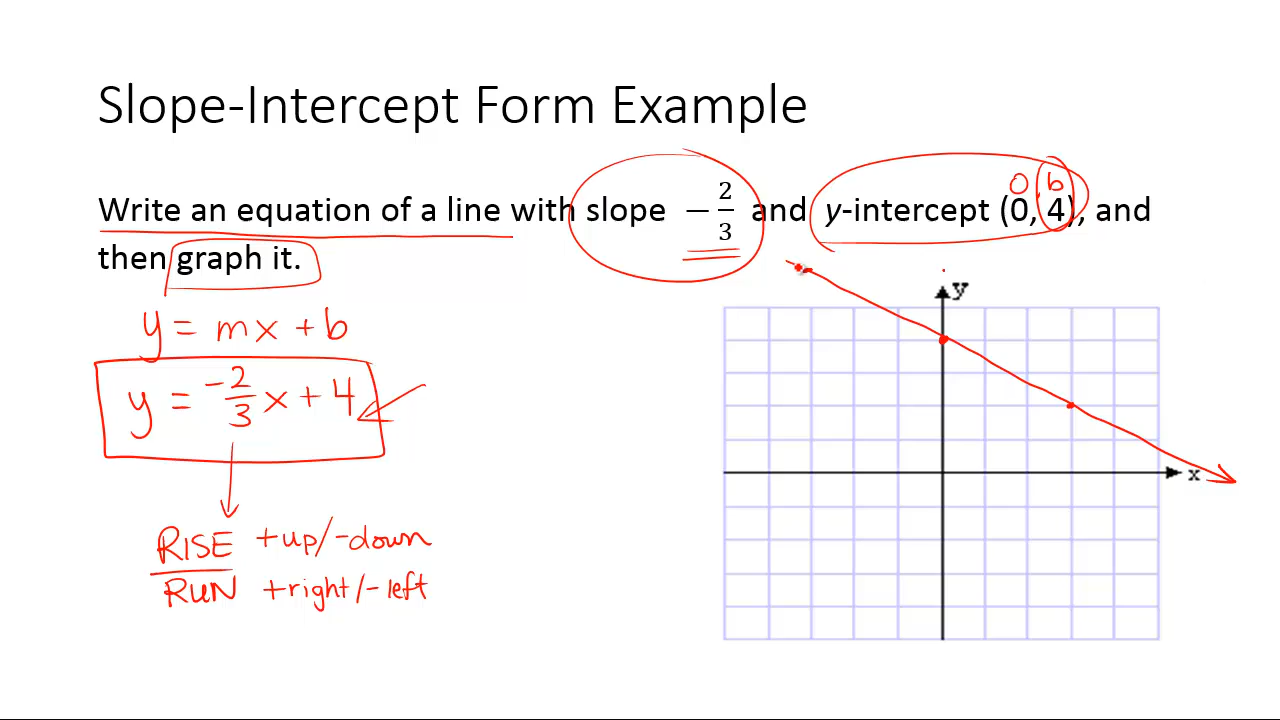 Slope-Intercept Form Example
0, b
Write an equation of a line with slope −2/3 and y-intercept (0, 4), and
then graph it.
y
y = mx + b
y = -2/3 x + 4
x
RISE +up/-down
RUN +right/-left